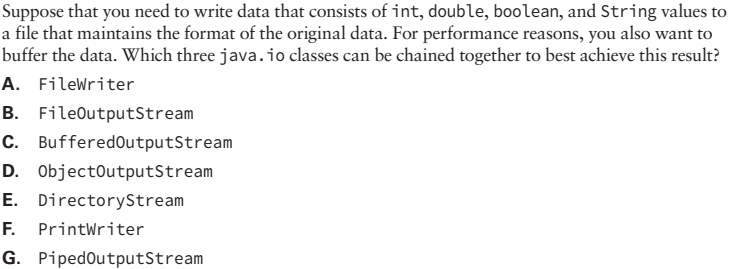 Suppose that you need to write data that consists of int, double, boolean, and String values to
a file that maintains the format of the original data. For performance reasons, you also want to
buffer the data. Which three java.io classes can be chained together to best achieve this result?
A. FileWriter
B. FileOutputStream
C. BufferedOutputStream
D. ObjectOutputStream
E. DirectoryStream
F. PrintWriter
G. PipedOutputStream